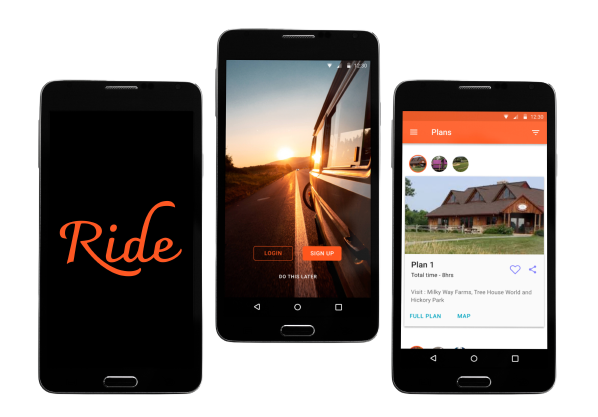 Ride
12:30
LOGIN
SIGN UP
DO THIS LATER
12:30
Plans
Plan 1
Total time - 8hrs
Visit : Milky Way Farms, Tree House World and
Hickory Park
FULL PLAN
MAP